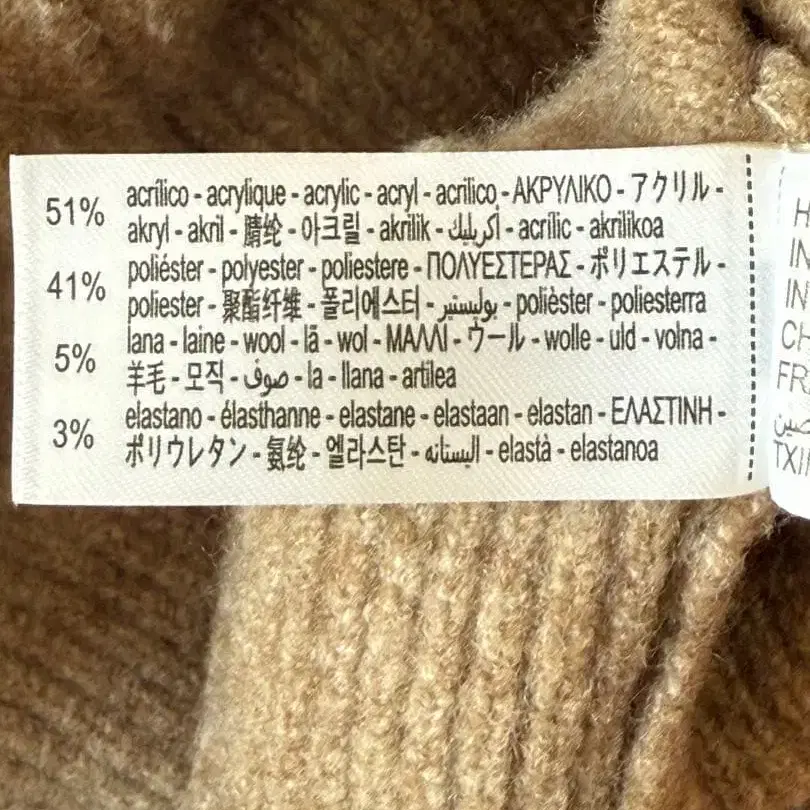 51% acrílico - acrylique - acrylic - acryl - acrilico - ΑΚΡΥΛΙΚΟ - アクリル -
akryl - akril - 腈纶 - 아크릴 - akrilik - أكريليك - acrílic - akrilikoa
41% poliéster - polyester - poliestere - ΠΟΛΥΕΣΤΕΡΑΣ - ポリエステル -
poliester - 聚酯纤维 - 폴리에스터 - بوليستير - polièster - poliesterra
5% lana - laine - wool - lã - wol - ΜΑΛΛΙ - ウール - wolle - uld - volna -
羊毛 - 모직 - صوف - la - llana - artilea
3% elastano - élasthanne - elastane - elastaan - elastan - ΕΛΑΣΤΙΝΗ -
ポリウレタン - 氨纶 - 엘라스탄 - اليستانه - elastà - elastanoa